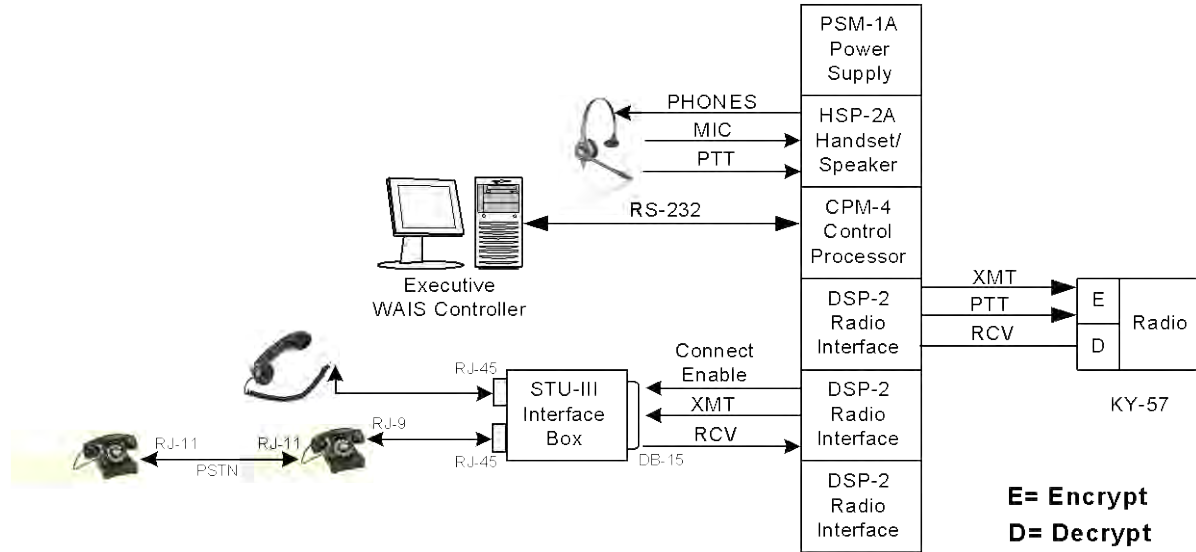 PSM-1A
Power
Supply
PHONES
MIC
PTT
HSP-2A
Handset/
Speaker
RS-232
CPM-4
Control
Processor
Executive
WAIS Controller
DSP-2
Radio
Interface
XMT
PTT
RCV
E
D
Radio
KY-57
Connect
Enable
XMT
RCV
DSP-2
Radio
Interface
RJ-45
STU-III
Interface
Box
RJ-45
DB-15
RJ-9
RJ-11
RJ-11
PSTN
DSP-2
Radio
Interface
E= Encrypt
D= Decrypt